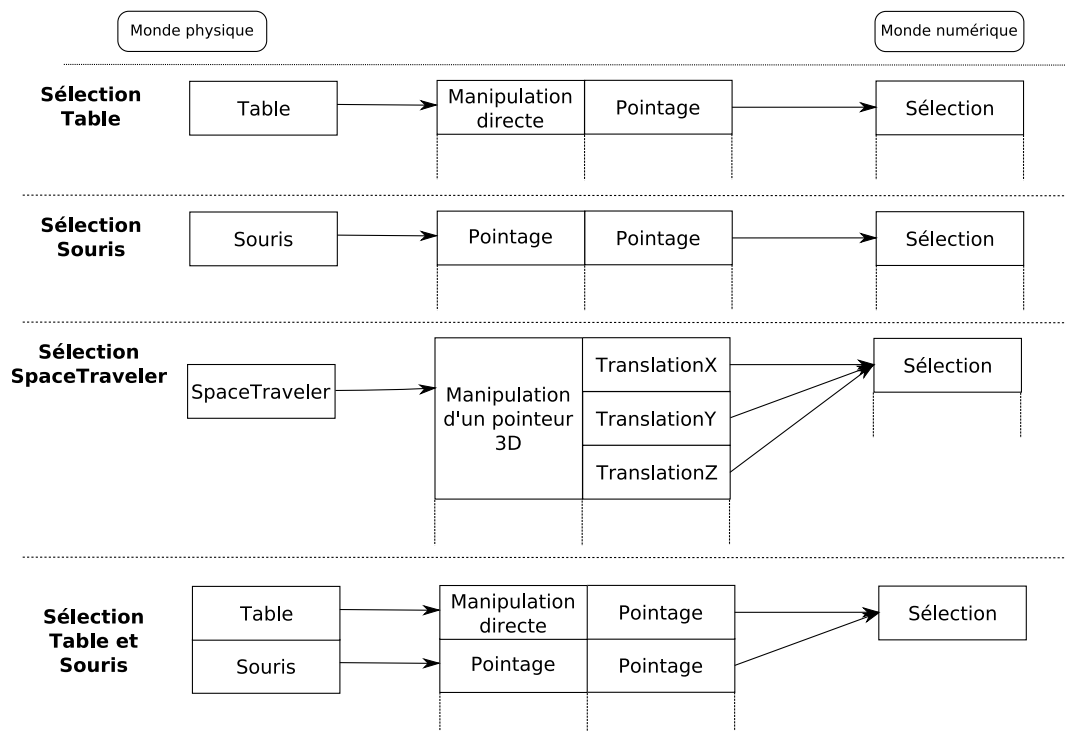 Monde physique
Monde numérique
Sélection
Table
Table
Manipulation
directe
Pointage
Sélection
Sélection
Souris
Souris
Pointage
Pointage
Sélection
Sélection
SpaceTraveler
SpaceTraveler
Manipulation
d'un pointeur
3D
TranslationX
TranslationY
TranslationZ
Sélection
Sélection
Table et
Souris
Table
Manipulation
directe
Pointage
Sélection
Souris
Pointage
Pointage